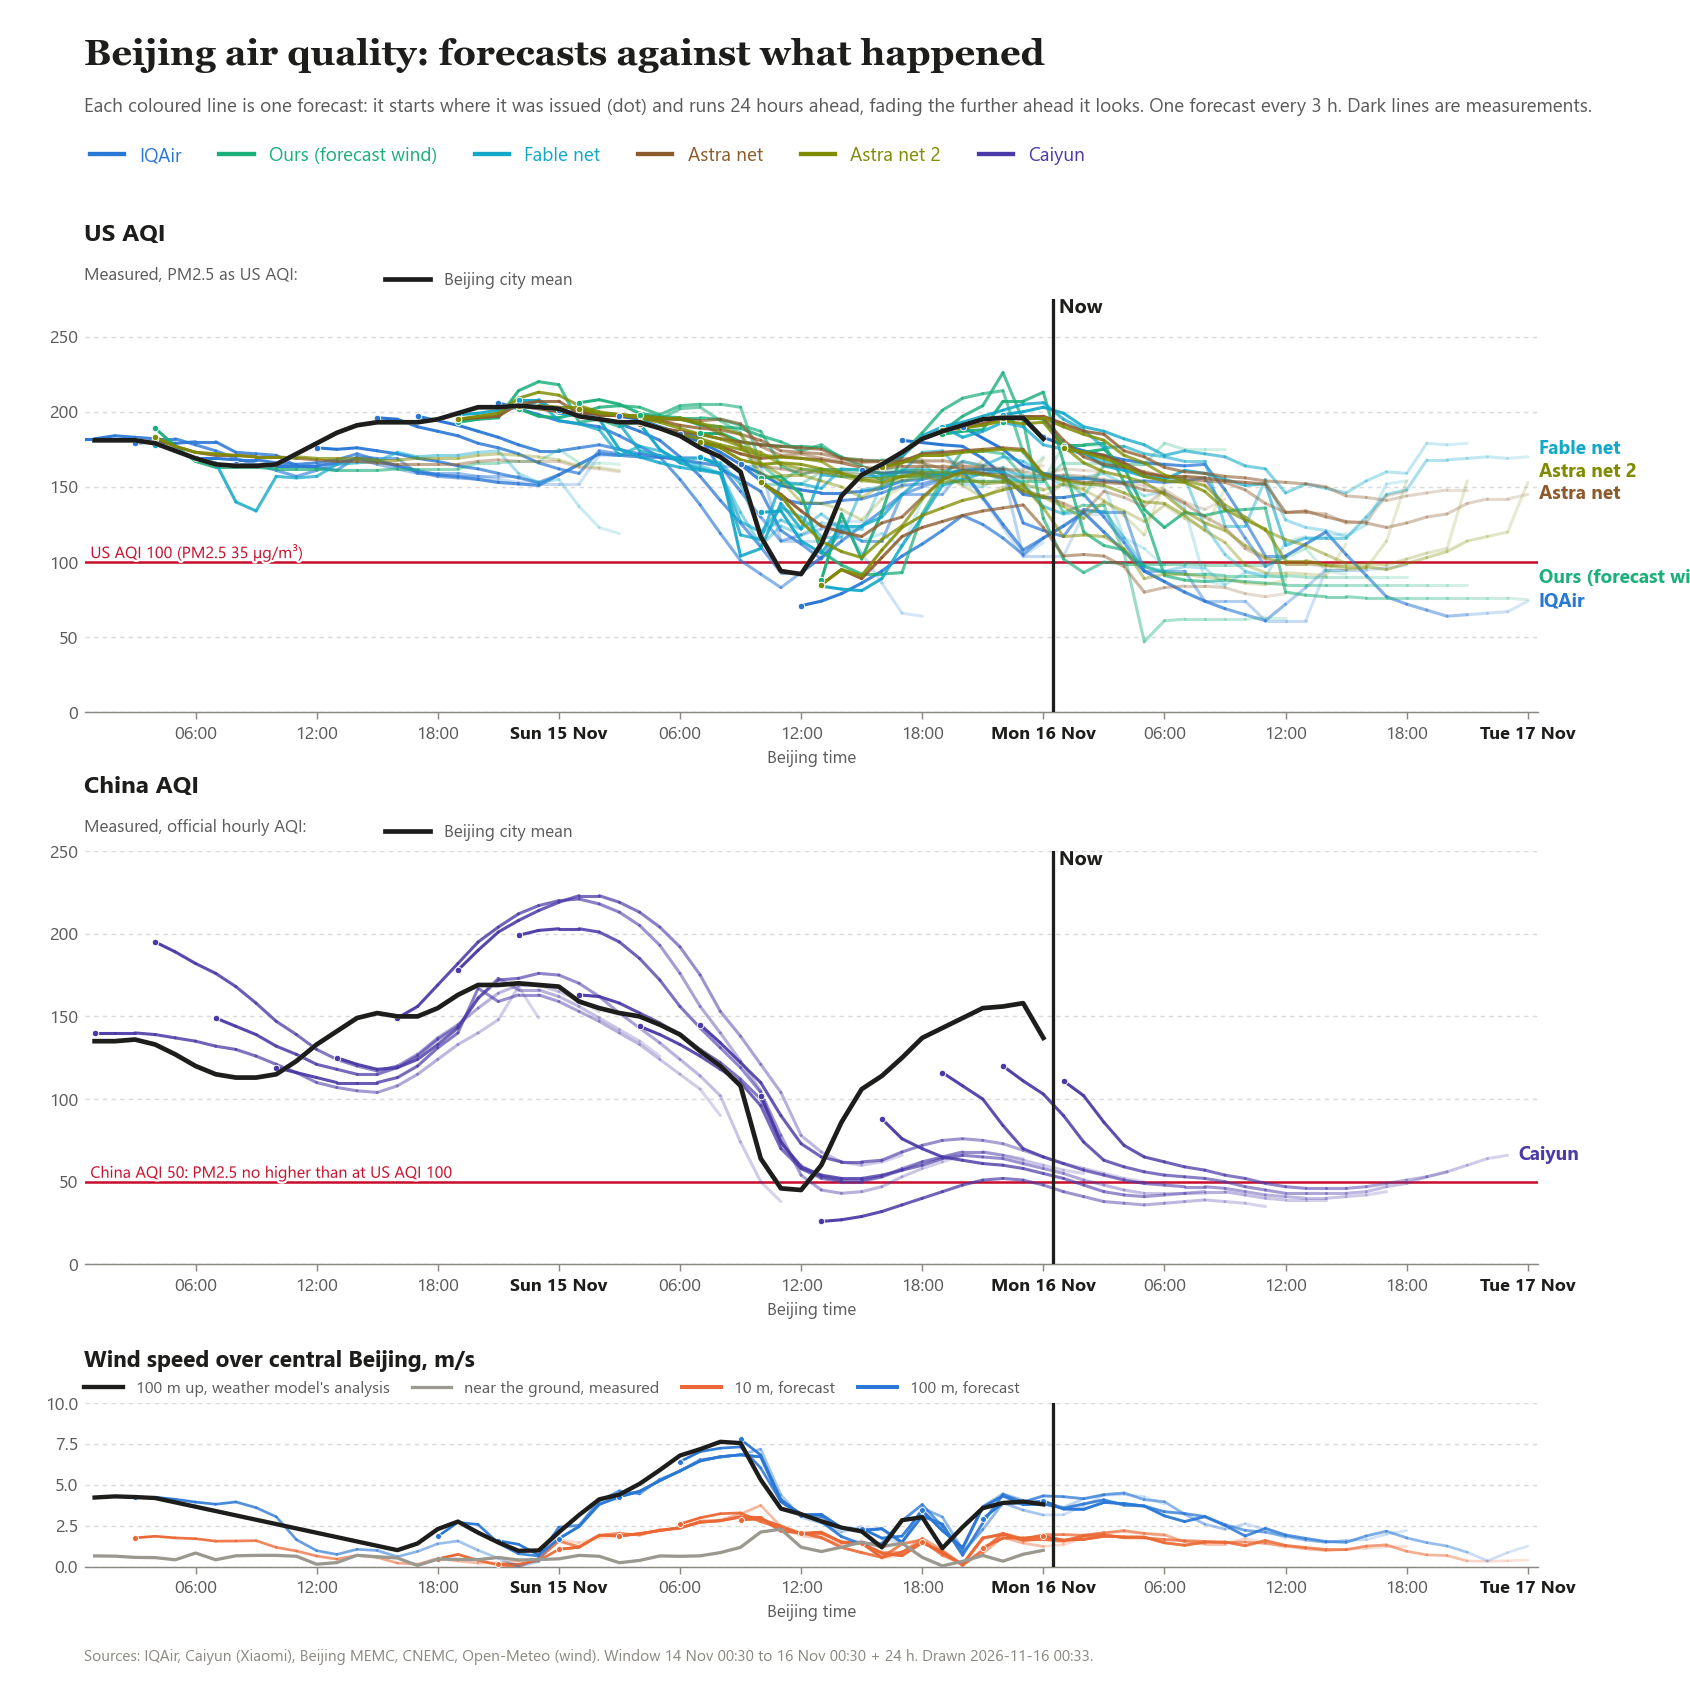 Beijing air quality: forecasts against what happened
Each coloured line is one forecast: it starts where it was issued (dot) and runs 24 hours ahead, fading the further ahead it looks. One forecast every 3 h. Dark lines are measurements.
IQAir Ours (forecast wind) Fable net Astra net Astra net 2 Caiyun
US AQI
Measured, PM2.5 as US AQI: Beijing city mean
Now
250
200
150
100
50
0
US AQI 100 (PM2.5 35 µg/m³)
Fable net
Astra net 2
Astra net
Ours (forecast wi
IQAir
06:00 12:00 18:00 Sun 15 Nov 06:00 12:00 18:00 Mon 16 Nov 06:00 12:00 18:00 Tue 17 Nov
Beijing time
China AQI
Measured, official hourly AQI: Beijing city mean
Now
250
200
150
100
50
0
China AQI 50: PM2.5 no higher than at US AQI 100
Caiyun
06:00 12:00 18:00 Sun 15 Nov 06:00 12:00 18:00 Mon 16 Nov 06:00 12:00 18:00 Tue 17 Nov
Beijing time
Wind speed over central Beijing, m/s
100 m up, weather model's analysis near the ground, measured 10 m, forecast 100 m, forecast
10.0
7.5
5.0
2.5
0.0
06:00 12:00 18:00 Sun 15 Nov 06:00 12:00 18:00 Mon 16 Nov 06:00 12:00 18:00 Tue 17 Nov
Beijing time
Sources: IQAir, Caiyun (Xiaomi), Beijing MEMC, CNEMC, Open-Meteo (wind). Window 14 Nov 00:30 to 16 Nov 00:30 + 24 h. Drawn 2026-11-16 00:33.